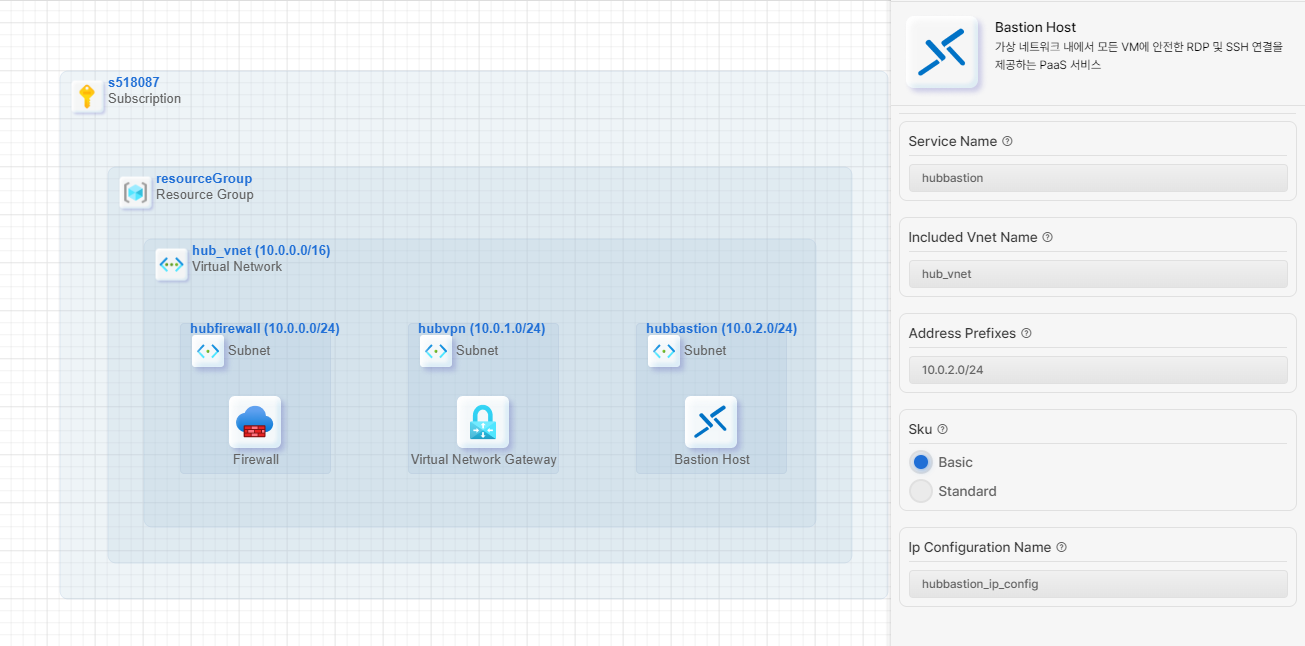 s518087
Subscription
resourceGroup
Resource Group
hub_vnet (10.0.0.0/16)
Virtual Network
hubfirewall (10.0.0.0/24)
Subnet
Firewall
hubvpn (10.0.1.0/24)
Subnet
Virtual Network Gateway
hubbastion (10.0.2.0/24)
Subnet
Bastion Host
Bastion Host
가상 네트워크 내에서 모든 VM에 안전한 RDP 및 SSH 연결을
제공하는 PaaS 서비스
Service Name
hubbastion
Included Vnet Name
hub_vnet
Address Prefixes
10.0.2.0/24
Sku
Basic
Standard
Ip Configuration Name
hubbastion_ip_config